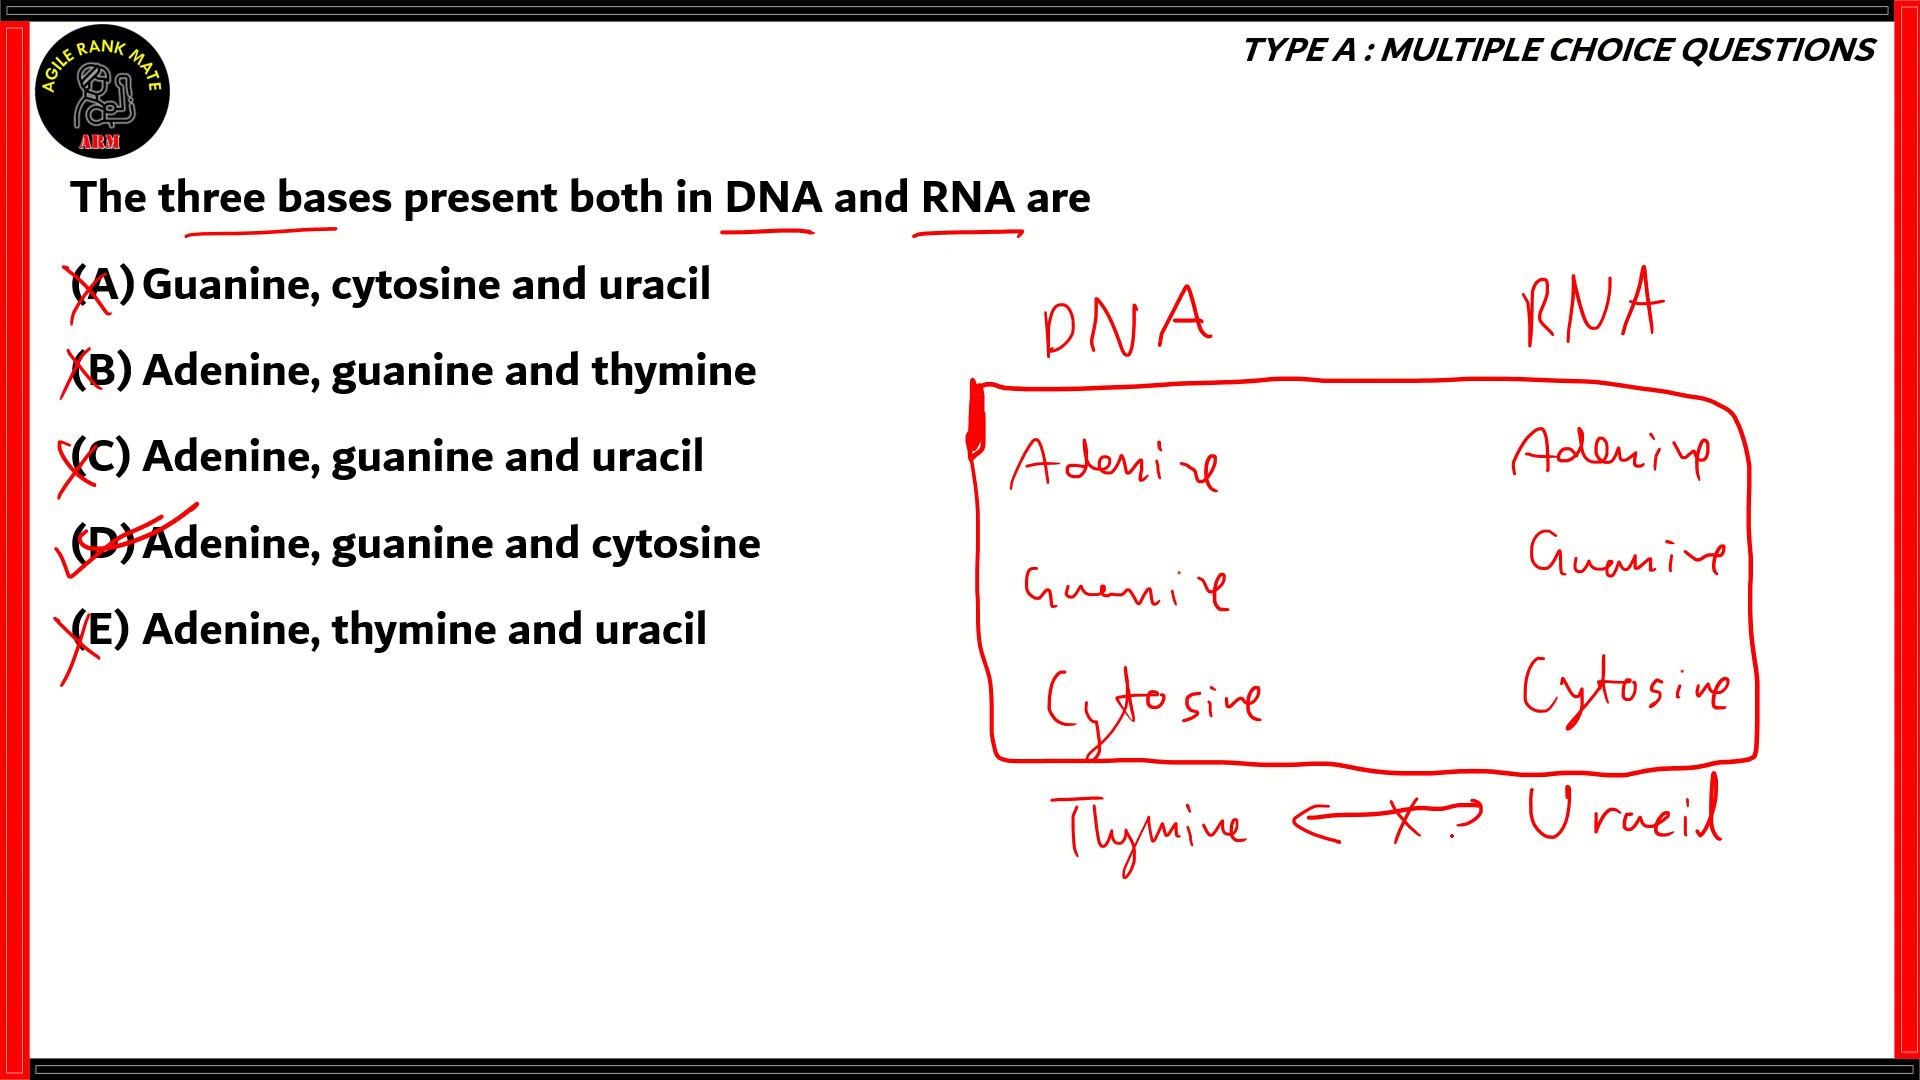 AGILE RANK MATE
ARM
TYPE A : MULTIPLE CHOICE QUESTIONS
The three bases present both in DNA and RNA are
(A) Guanine, cytosine and uracil
(B) Adenine, guanine and thymine
(C) Adenine, guanine and uracil
(D) Adenine, guanine and cytosine
(E) Adenine, thymine and uracil
DNA RNA
Adenine Adenine
Guanine Guanine
Cytosine Cytosine
Thymine Uracil